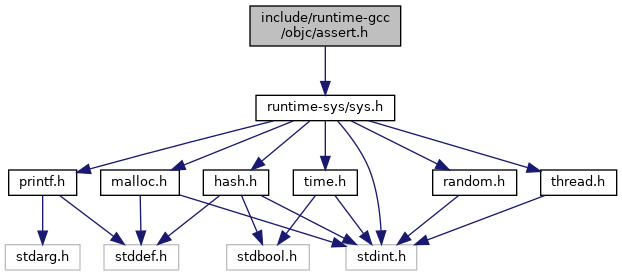 include/runtime-gcc
/objc/assert.h
runtime-sys/sys.h
printf.h
malloc.h
hash.h
time.h
random.h
thread.h
stdarg.h
stddef.h
stdbool.h
stdint.h